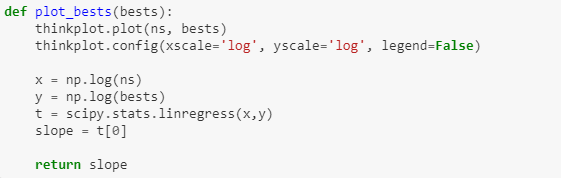 def plot_bests(bests):
    thinkplot.plot(ns, bests)
    thinkplot.config(xscale='log', yscale='log', legend=False)

    x = np.log(ns)
    y = np.log(bests)
    t = scipy.stats.linregress(x,y)
    slope = t[0]

    return slope